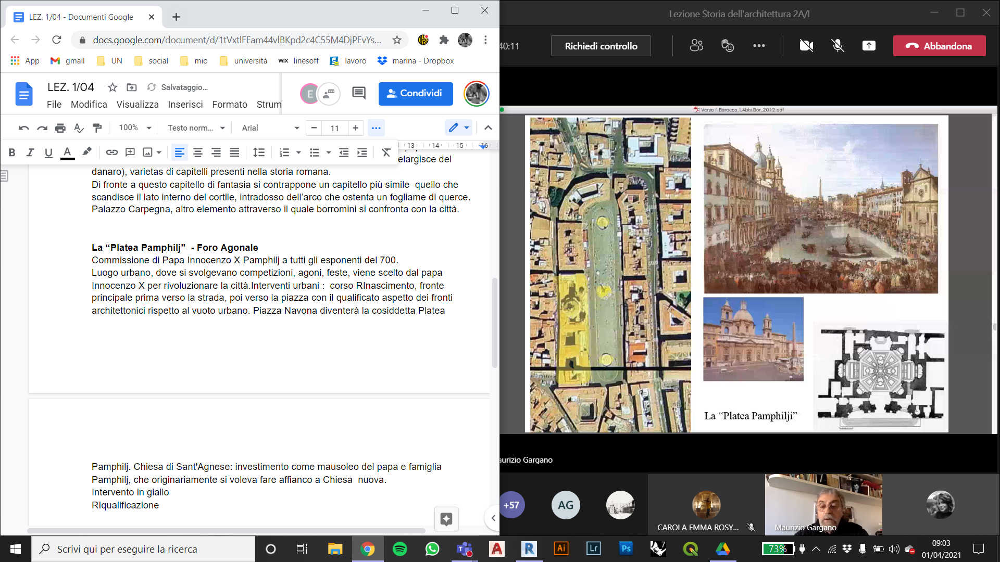 LEZ. 1/04 - Documenti Google
docs.google.com/document/d/1tVxtlFEam44vlBKpd2c4C55M4DjPEvYs...
App
gmail
UN
social
mio
università
WIX linesoff
lavoro
marina - Dropbox
LEZ. 1/04
Salvataggio...
E
Condividi
File Modifica Visualizza Inserisci Formato Strum
100%
Testo norm...
Arial
11
B I U A
13 14 15 16
elargisce del
danaro), varietas di capitelli presenti nella storia romana.
Di fronte a questo capitello di fantasia si contrappone un capitello più simile  quello che
scandisce il lato interno del cortile, intradosso dell'arco che ostenta un fogliame di querce.
Palazzo Carpegna, altro elemento attraverso il quale borromini si confronta con la città.
La “Platea Pamphilj”  - Foro Agonale
Commissione di Papa Innocenzo X Pamphilj a tutti gli esponenti del 700.
Luogo urbano, dove si svolgevano competizioni, agoni, feste, viene scelto dal papa
Innocenzo X per rivoluzionare la città.Interventi urbani :  corso RInascimento, fronte
principale prima verso la strada, poi verso la piazza con il qualificato aspetto dei fronti
architettonici rispetto al vuoto urbano. Piazza Navona diventerà la cosiddetta Platea
Pamphilj. Chiesa di Sant'Agnese: investimento come mausoleo del papa e famiglia
Pamphilj, che originariamente si voleva fare affianco a Chiesa  nuova.
Intervento in giallo
RIqualificazione
Lezione Storia dell'architettura 2A/I
40:11
Richiedi controllo
Abbandona
Verso il Barocco_L4bis Bor_2012.pdf
La “Platea Pamphilji”
aurizio Gargano
+57
AG
CAROLA EMMA ROSY...
Maurizio Gargano
Scrivi qui per eseguire la ricerca
Ai
Lr
Ps
73%
09:03
01/04/2021